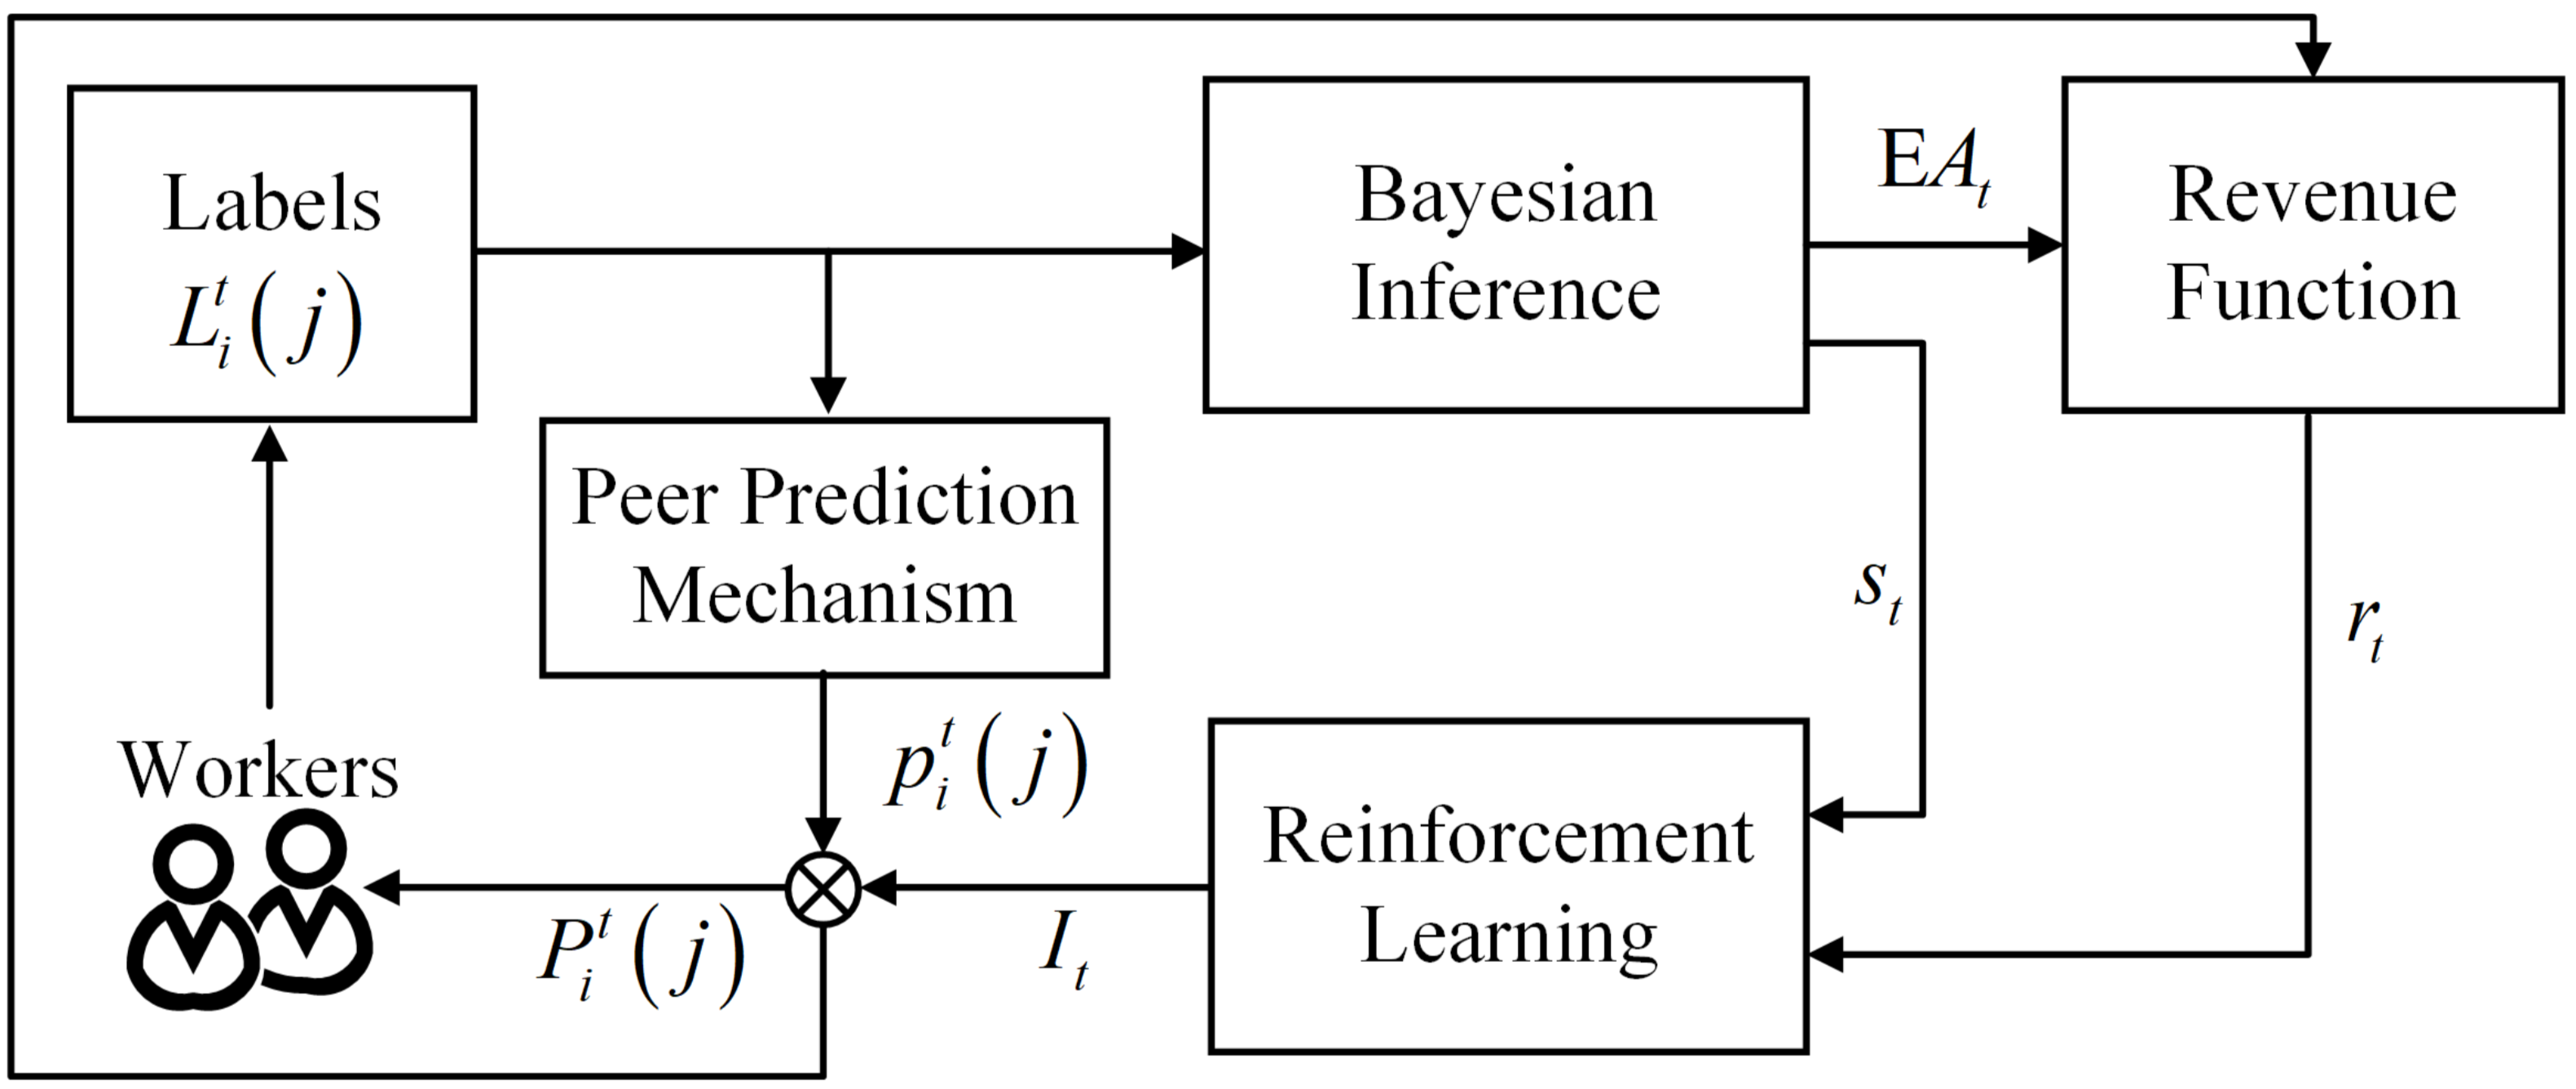 Labels
L_i^t(j)
Bayesian
Inference
EA_t
Revenue
Function
Peer Prediction
Mechanism
s_t
r_t
p_i^t(j)
Workers
Reinforcement
Learning
P_i^t(j)
I_t